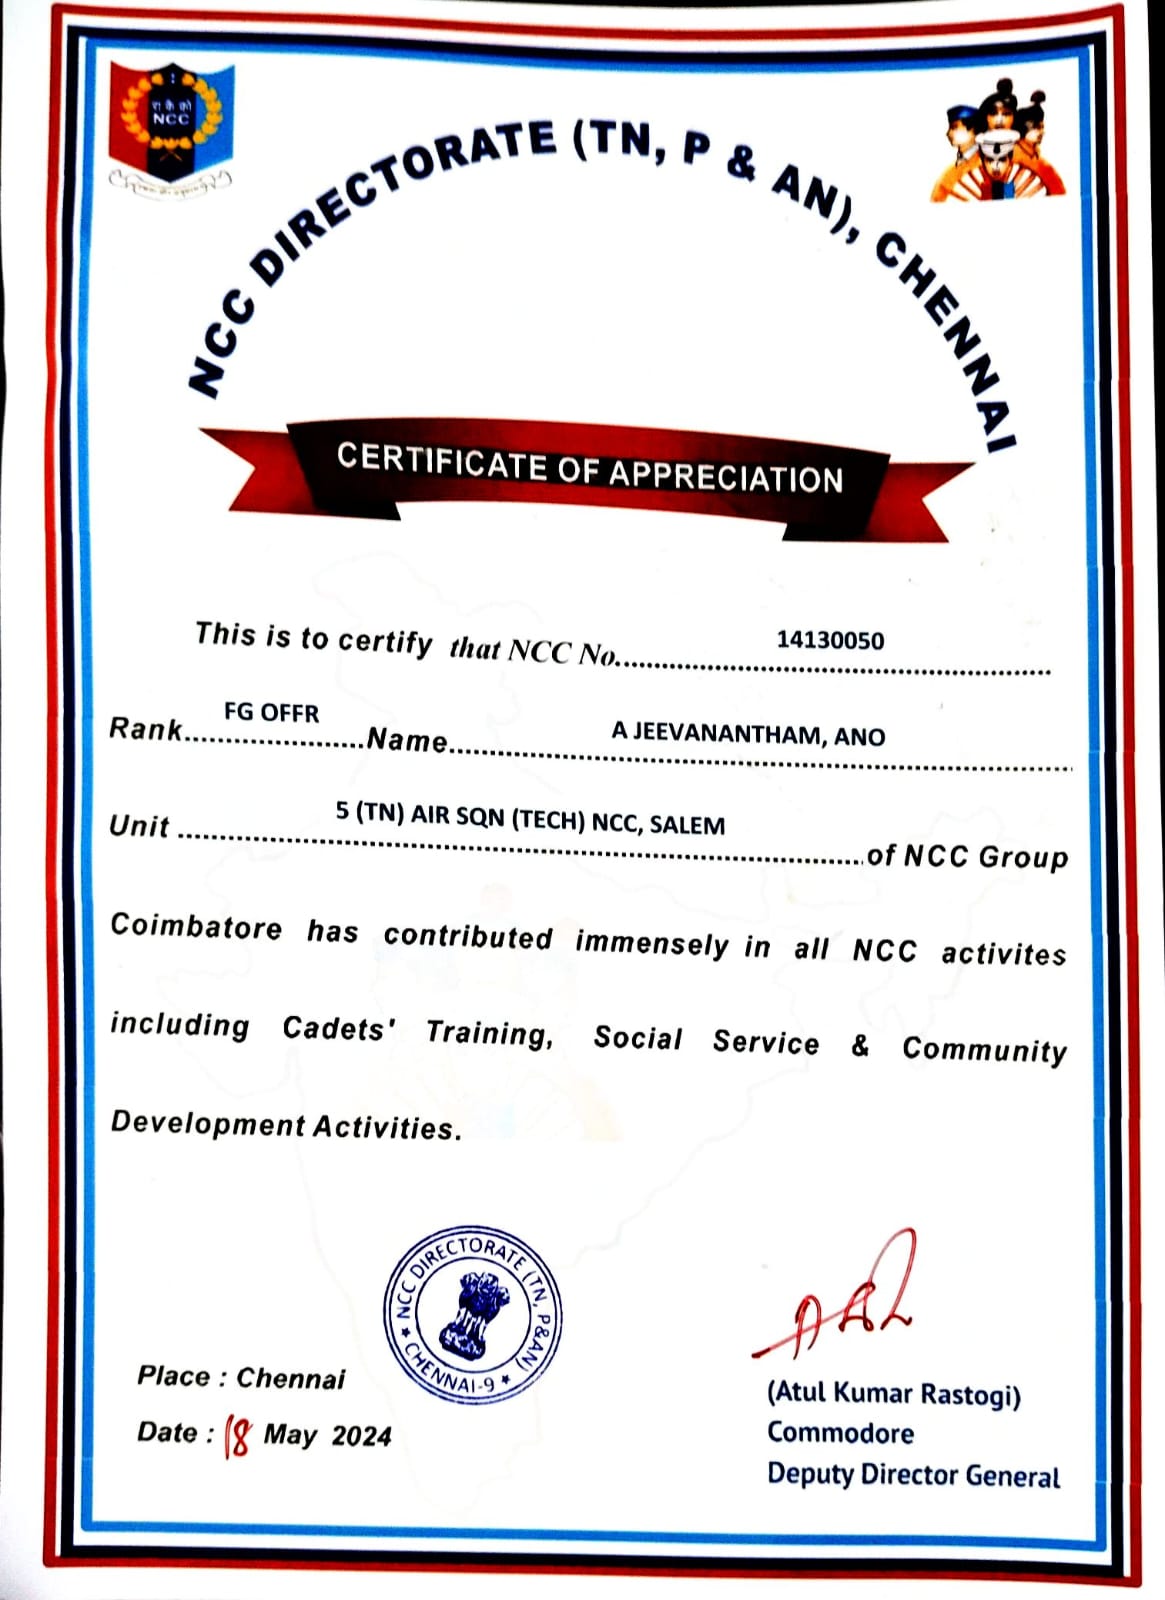 रा कै को
NCC
NCC DIRECTORATE (TN, P & AN), CHENNAI
CERTIFICATE OF APPRECIATION
This is to certify that NCC No. 14130050
Rank FG OFFR Name A JEEVANANTHAM, ANO
Unit 5 (TN) AIR SQN (TECH) NCC, SALEM of NCC Group
Coimbatore has contributed immensely in all NCC activites
including Cadets' Training, Social Service & Community
Development Activities.
NCC DIRECTORATE (TN, P&AN)
★ CHENNAI-9 ★
Place : Chennai
Date : 18 May 2024
(Atul Kumar Rastogi)
Commodore
Deputy Director General